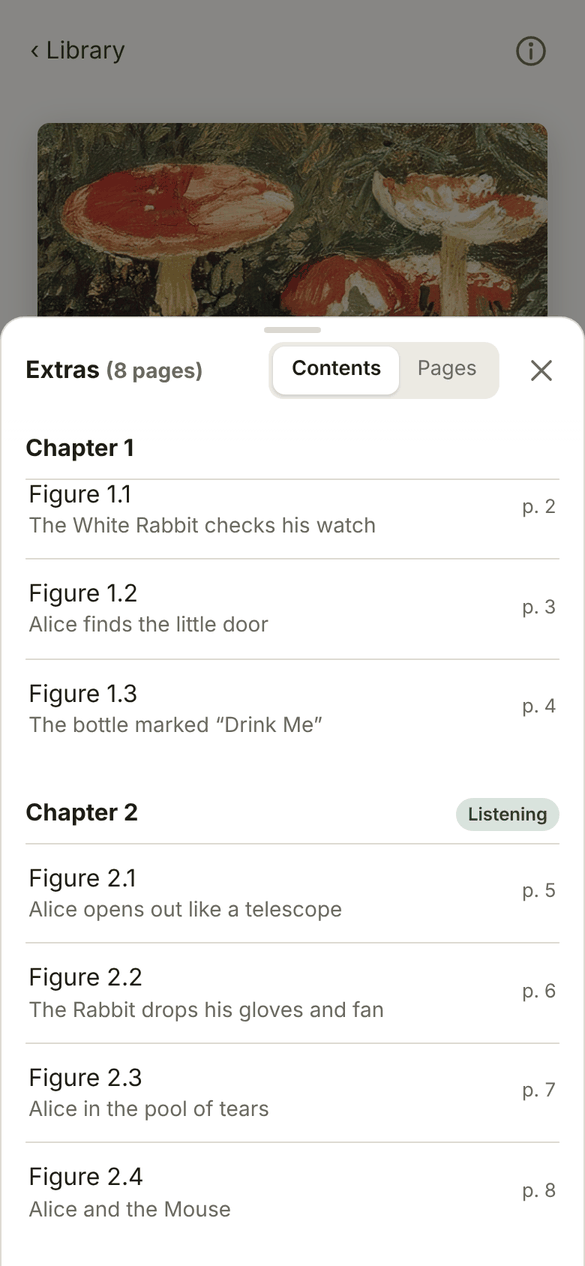 ‹ Library
Extras (8 pages)
Contents
Pages
Chapter 1
Figure 1.1
The White Rabbit checks his watch
p. 2
Figure 1.2
Alice finds the little door
p. 3
Figure 1.3
The bottle marked “Drink Me”
p. 4
Chapter 2
Listening
Figure 2.1
Alice opens out like a telescope
p. 5
Figure 2.2
The Rabbit drops his gloves and fan
p. 6
Figure 2.3
Alice in the pool of tears
p. 7
Figure 2.4
Alice and the Mouse
p. 8